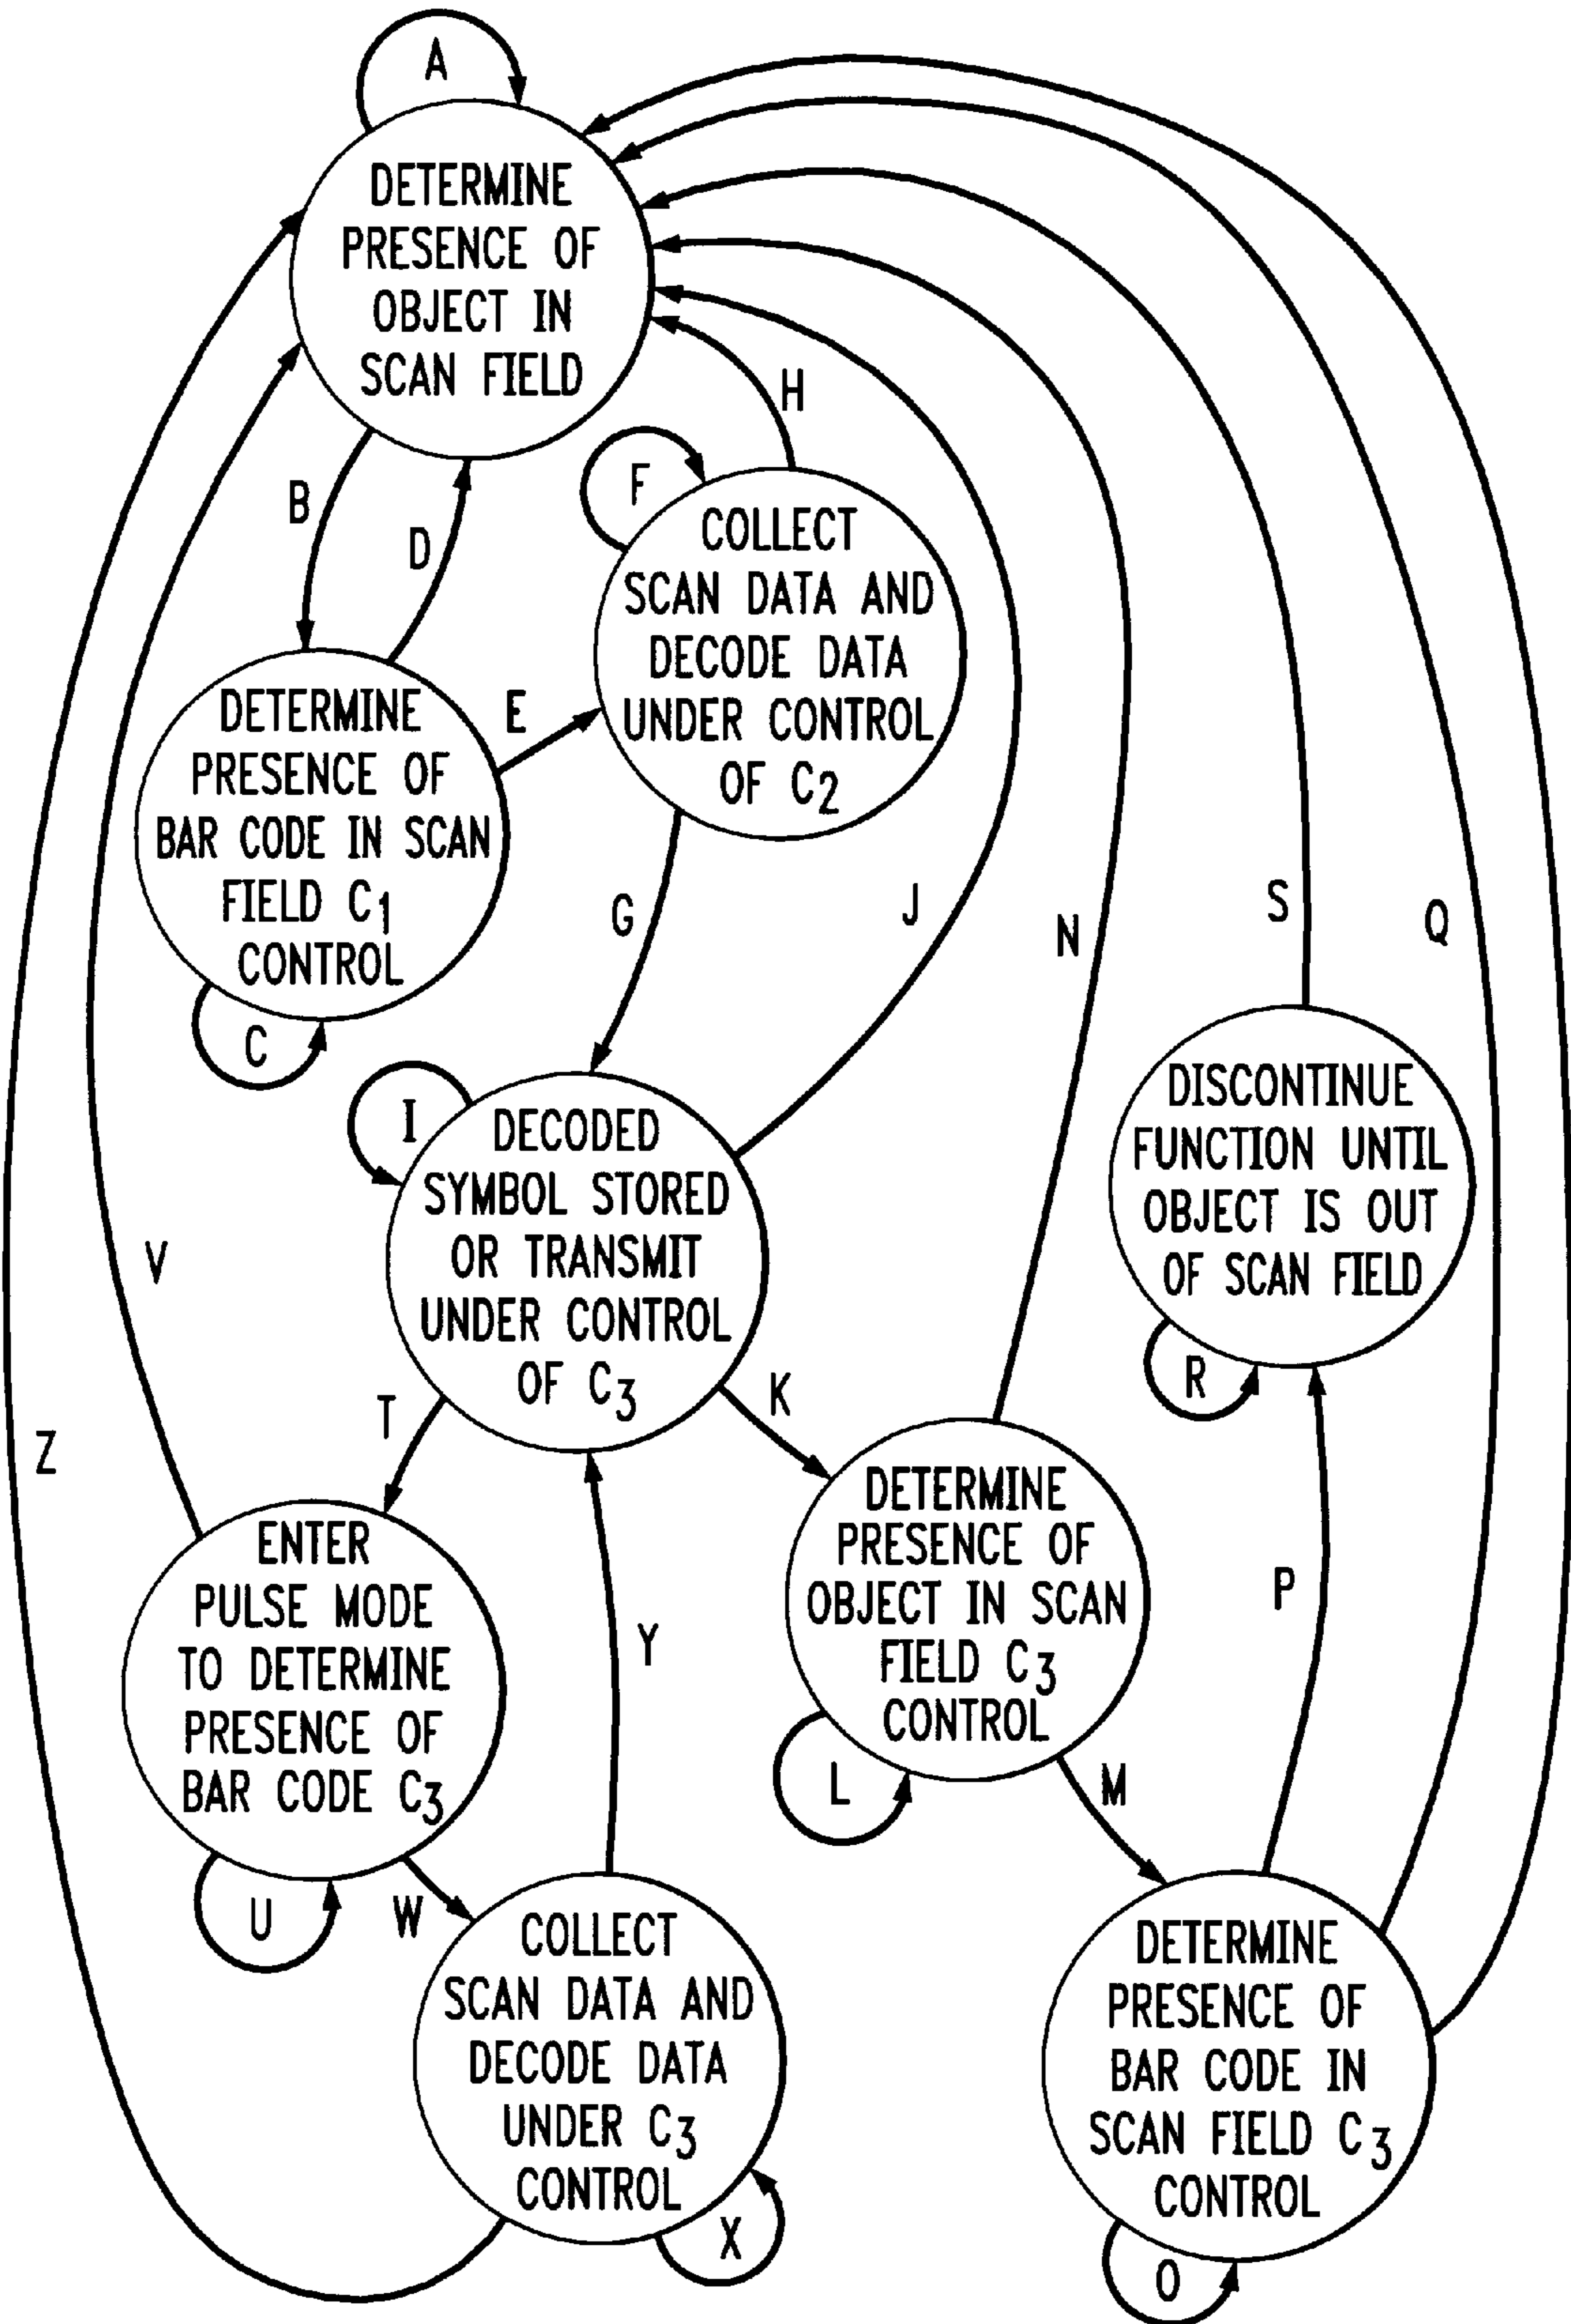 A
DETERMINE
PRESENCE OF
OBJECT IN
SCAN FIELD
H
B
D
F
COLLECT
SCAN DATA AND
DECODE DATA
UNDER CONTROL
OF C2
E
DETERMINE
PRESENCE OF
BAR CODE IN SCAN
FIELD C1
CONTROL
C
G
J
N
S
Q
I
DECODED
SYMBOL STORED
OR TRANSMIT
UNDER CONTROL
OF C3
DISCONTINUE
FUNCTION UNTIL
OBJECT IS OUT
OF SCAN FIELD
R
V
Z
T
K
ENTER
PULSE MODE
TO DETERMINE
PRESENCE OF
BAR CODE C3
DETERMINE
PRESENCE OF
OBJECT IN SCAN
FIELD C3
CONTROL
Y
P
L
M
U
W
COLLECT
SCAN DATA AND
DECODE DATA
UNDER C3
CONTROL
X
DETERMINE
PRESENCE OF
BAR CODE IN
SCAN FIELD C3
CONTROL
O